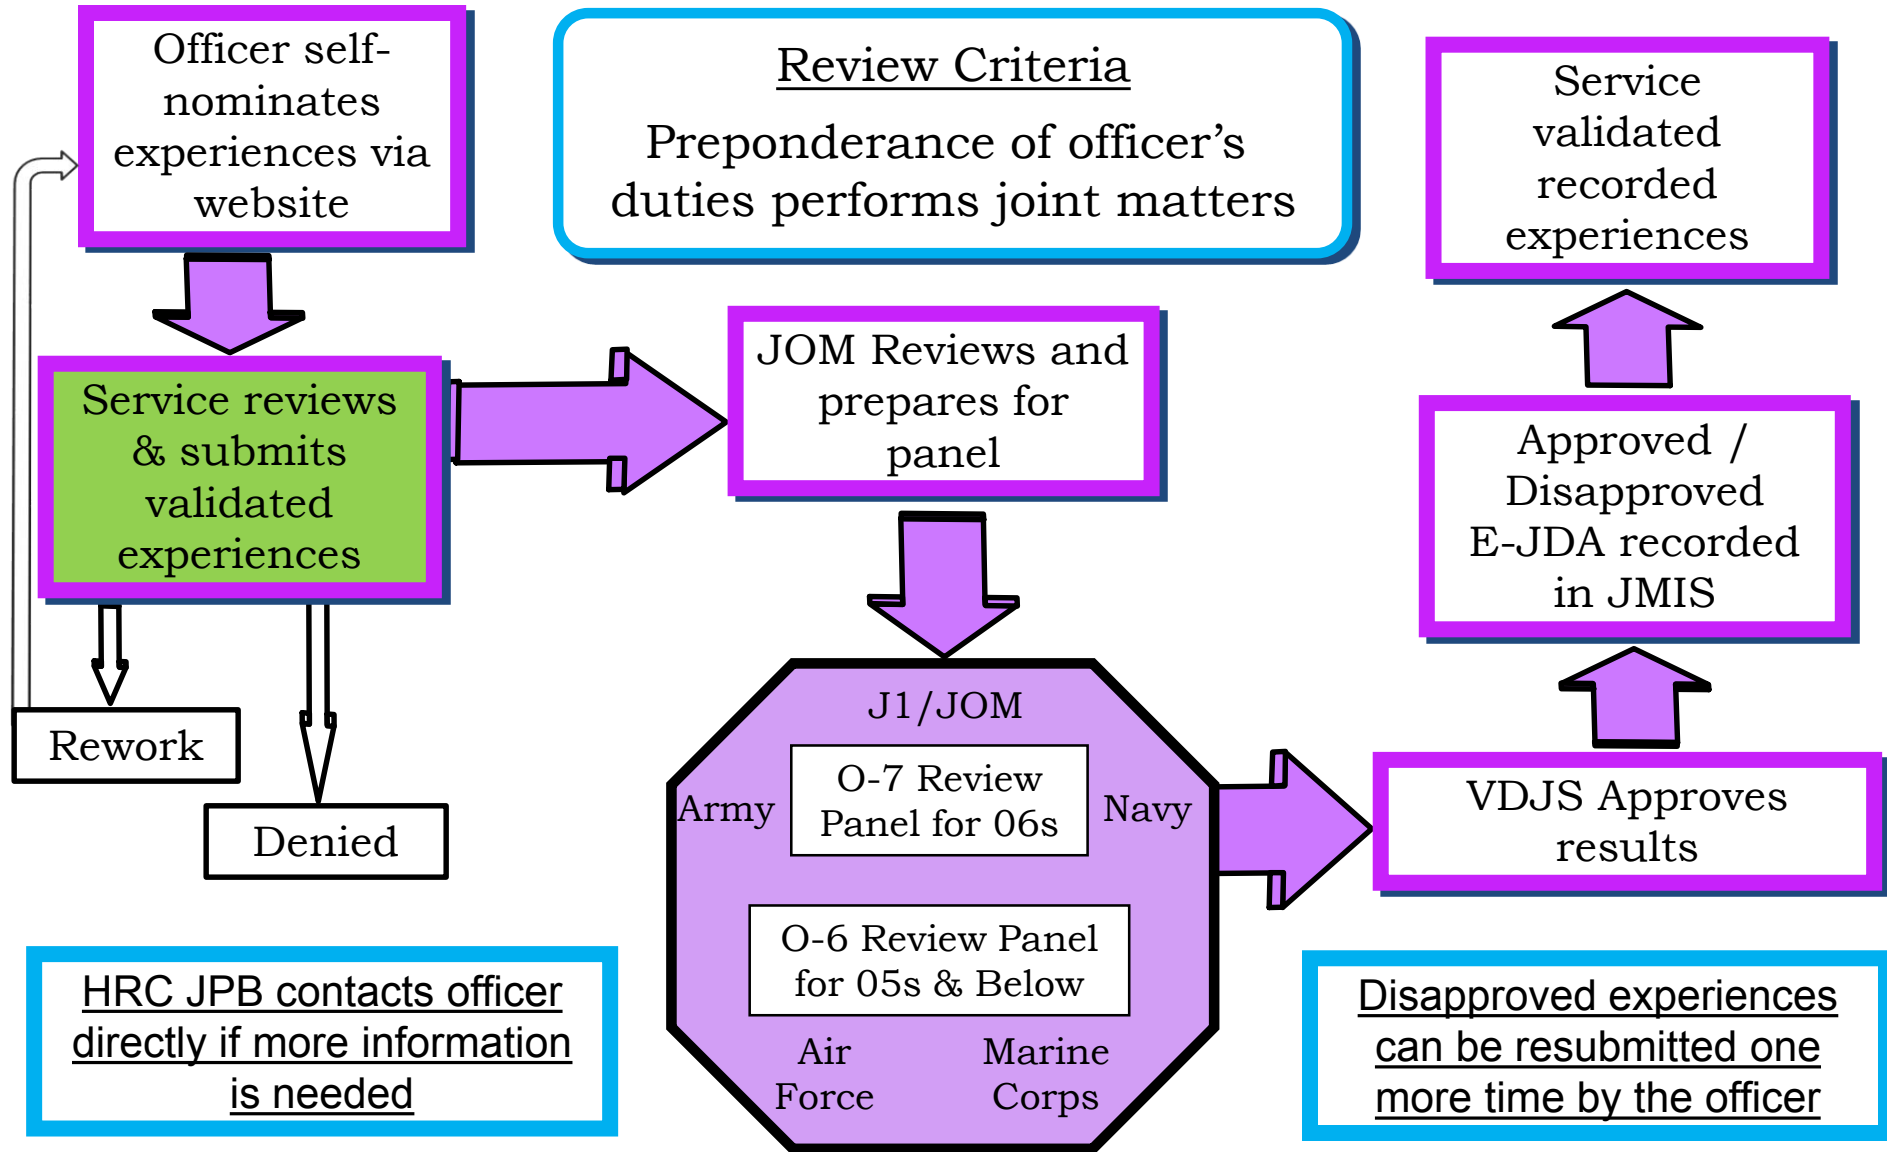 Officer self-
nominates
experiences via
website
Review Criteria
Preponderance of officer's
duties performs joint matters
Service
validated
recorded
experiences
Service reviews
& submits
validated
experiences
JOM Reviews and
prepares for
panel
Approved /
Disapproved
E-JDA recorded
in JMIS
Rework
Denied
J1/JOM
O-7 Review
Panel for 06s
Army
Navy
O-6 Review Panel
for 05s & Below
Air
Force
Marine
Corps
VDJS Approves
results
HRC JPB contacts officer
directly if more information
is needed
Disapproved experiences
can be resubmitted one
more time by the officer